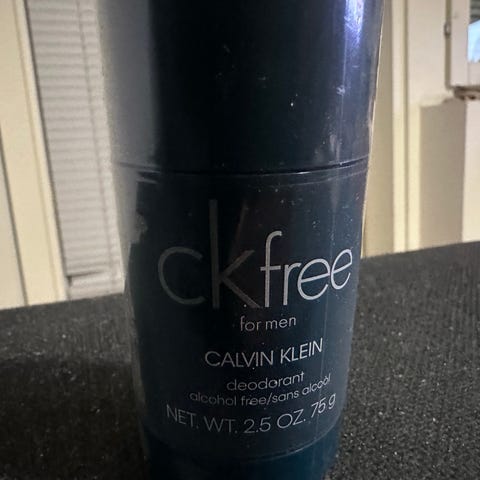 ckfree
for men
CALVIN KLEIN
deodorant
alcohol free/sans alcool
NET. WT. 2.5 OZ. 75 g